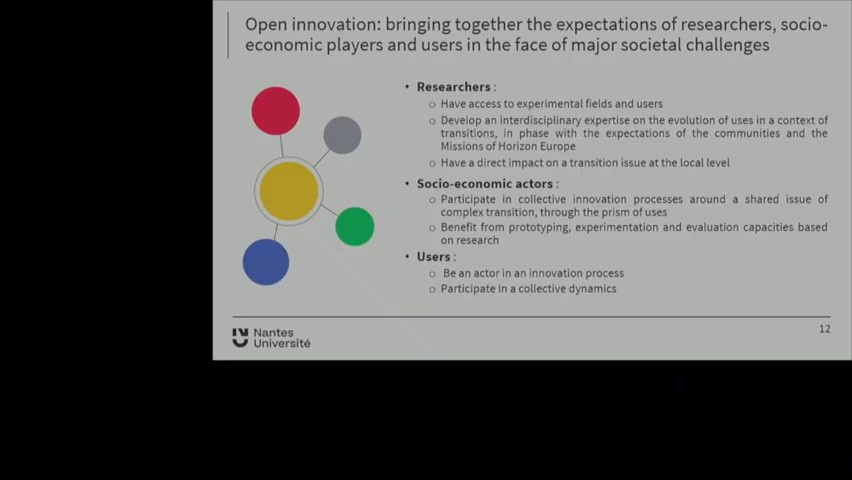 Open innovation: bringing together the expectations of researchers, socio-
economic players and users in the face of major societal challenges
• Researchers :
o Have access to experimental fields and users
o Develop an interdisciplinary expertise on the evolution of uses in a context of
transitions, in phase with the expectations of the communities and the
Missions of Horizon Europe
o Have a direct impact on a transition issue at the local level
• Socio-economic actors :
o Participate in collective innovation processes around a shared issue of
complex transition, through the prism of uses
o Benefit from prototyping, experimentation and evaluation capacities based
on research
• Users :
o Be an actor in an innovation process
o Participate in a collective dynamics
12
Nantes
Université